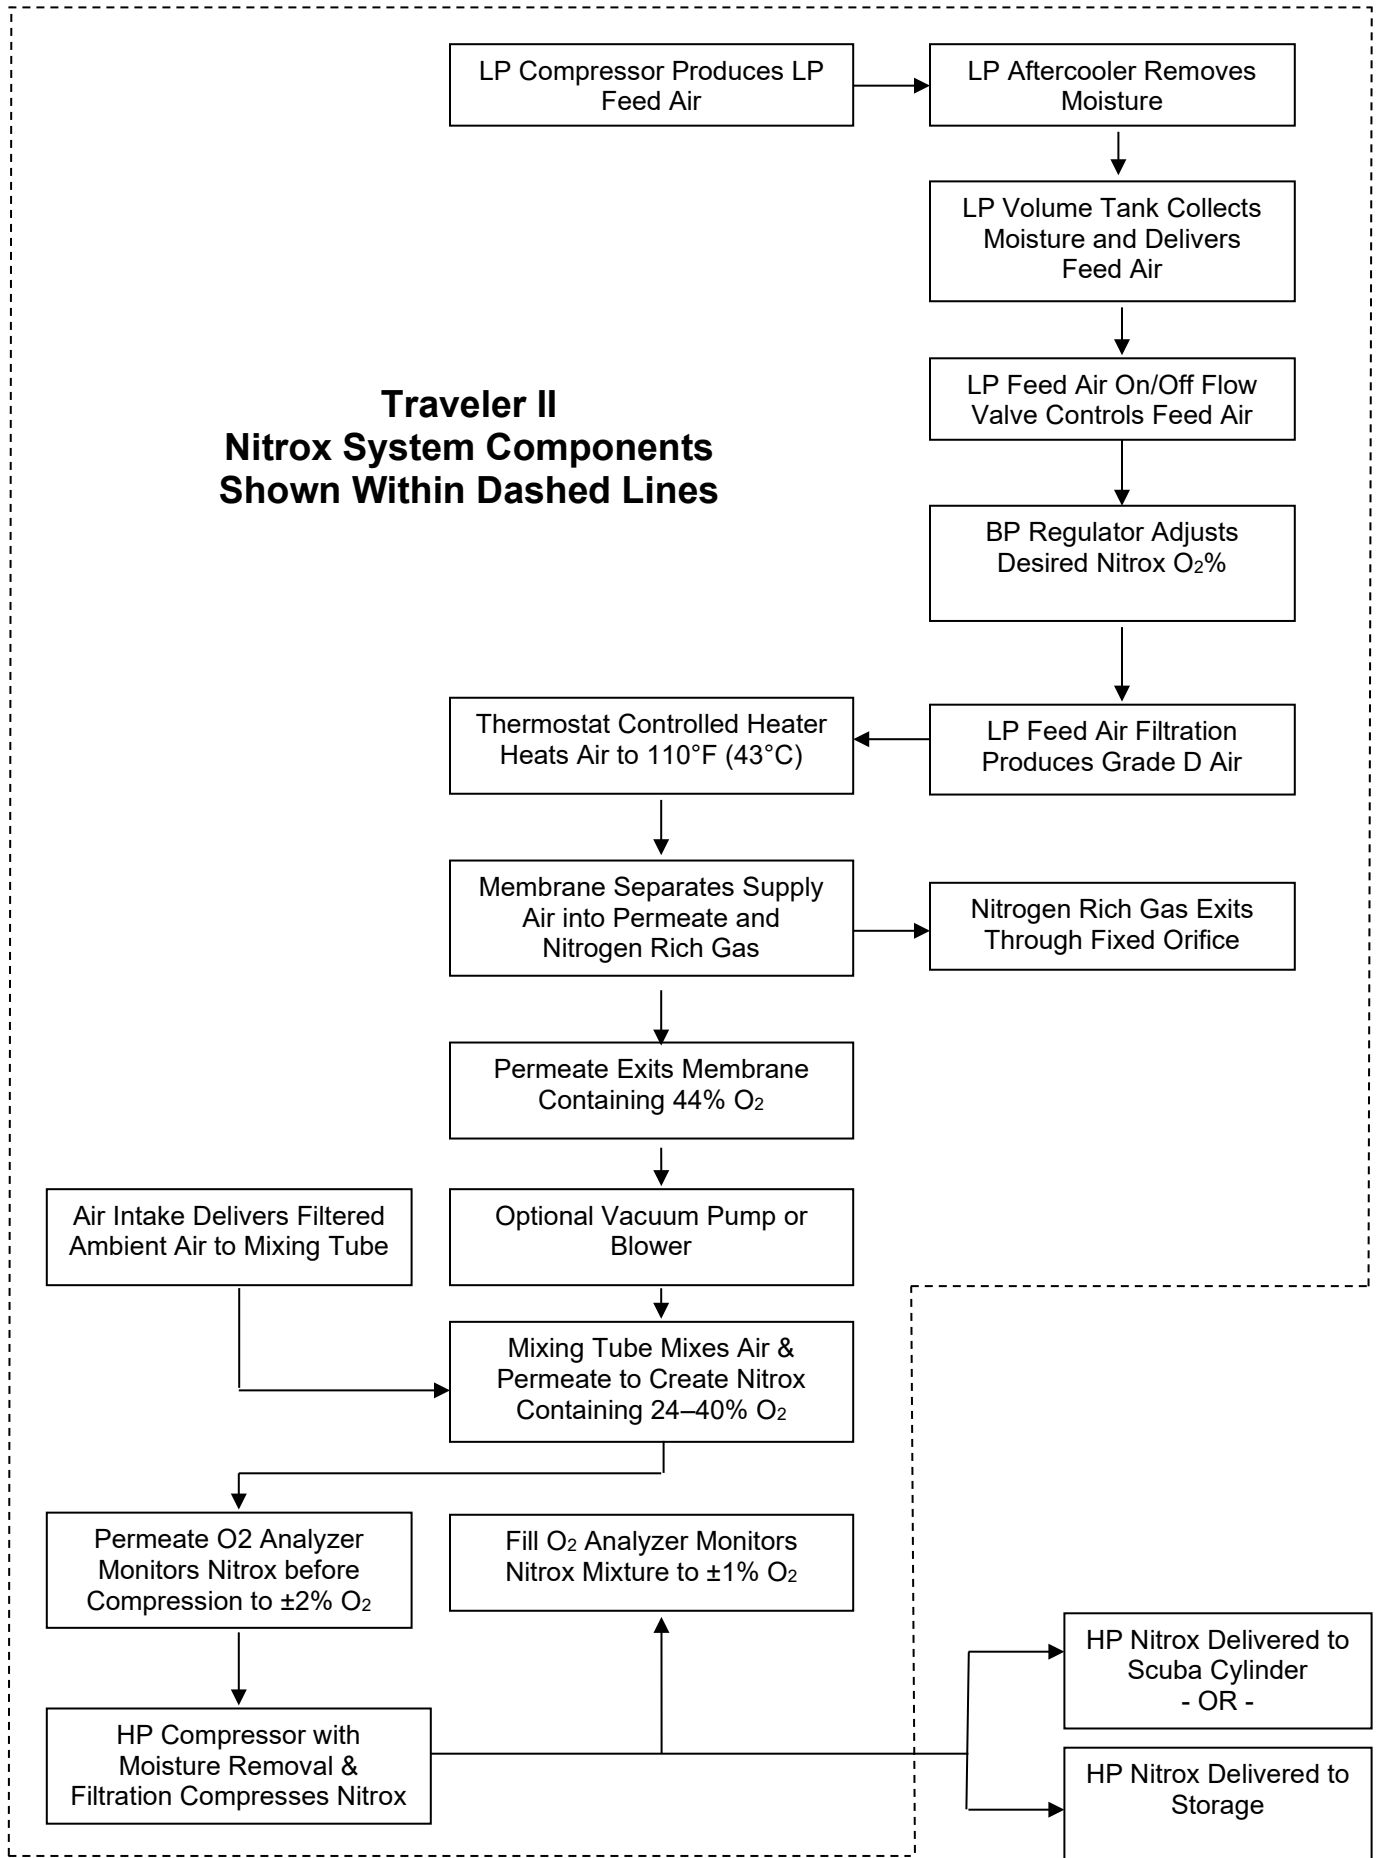 LP Compressor Produces LP
Feed Air
LP Aftercooler Removes
Moisture
LP Volume Tank Collects
Moisture and Delivers
Feed Air
LP Feed Air On/Off Flow
Valve Controls Feed Air
Traveler II
Nitrox System Components
Shown Within Dashed Lines
BP Regulator Adjusts
Desired Nitrox O₂%
Thermostat Controlled Heater
Heats Air to 110°F (43°C)
LP Feed Air Filtration
Produces Grade D Air
Membrane Separates Supply
Air into Permeate and
Nitrogen Rich Gas
Nitrogen Rich Gas Exits
Through Fixed Orifice
Permeate Exits Membrane
Containing 44% O₂
Air Intake Delivers Filtered
Ambient Air to Mixing Tube
Optional Vacuum Pump or
Blower
Mixing Tube Mixes Air &
Permeate to Create Nitrox
Containing 24–40% O₂
Permeate O2 Analyzer
Monitors Nitrox before
Compression to ±2% O₂
Fill O₂ Analyzer Monitors
Nitrox Mixture to ±1% O₂
HP Nitrox Delivered to
Scuba Cylinder
- OR -
HP Compressor with
Moisture Removal &
Filtration Compresses Nitrox
HP Nitrox Delivered to
Storage